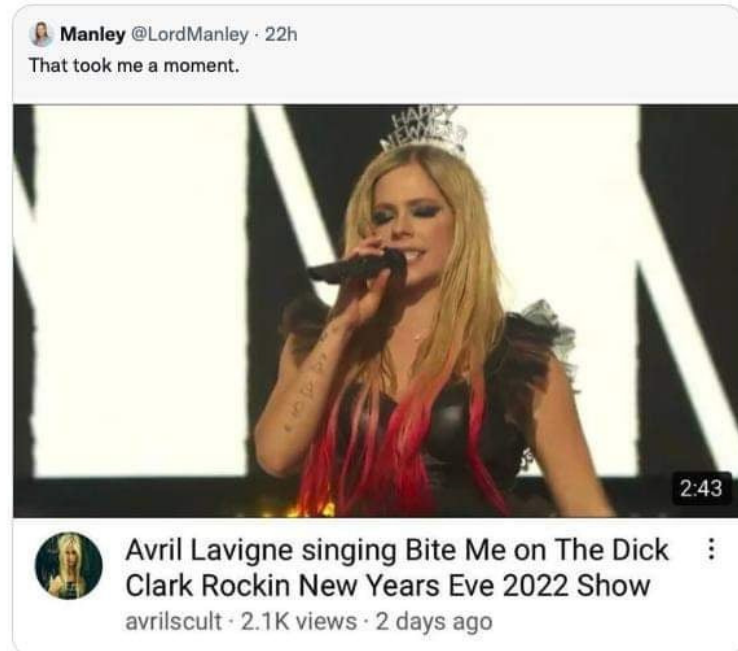 Manley @LordManley · 22h
That took me a moment.
HAPPY
NEW YEAR
2:43
Avril Lavigne singing Bite Me on The Dick
Clark Rockin New Years Eve 2022 Show
avrilscult · 2.1K views · 2 days ago